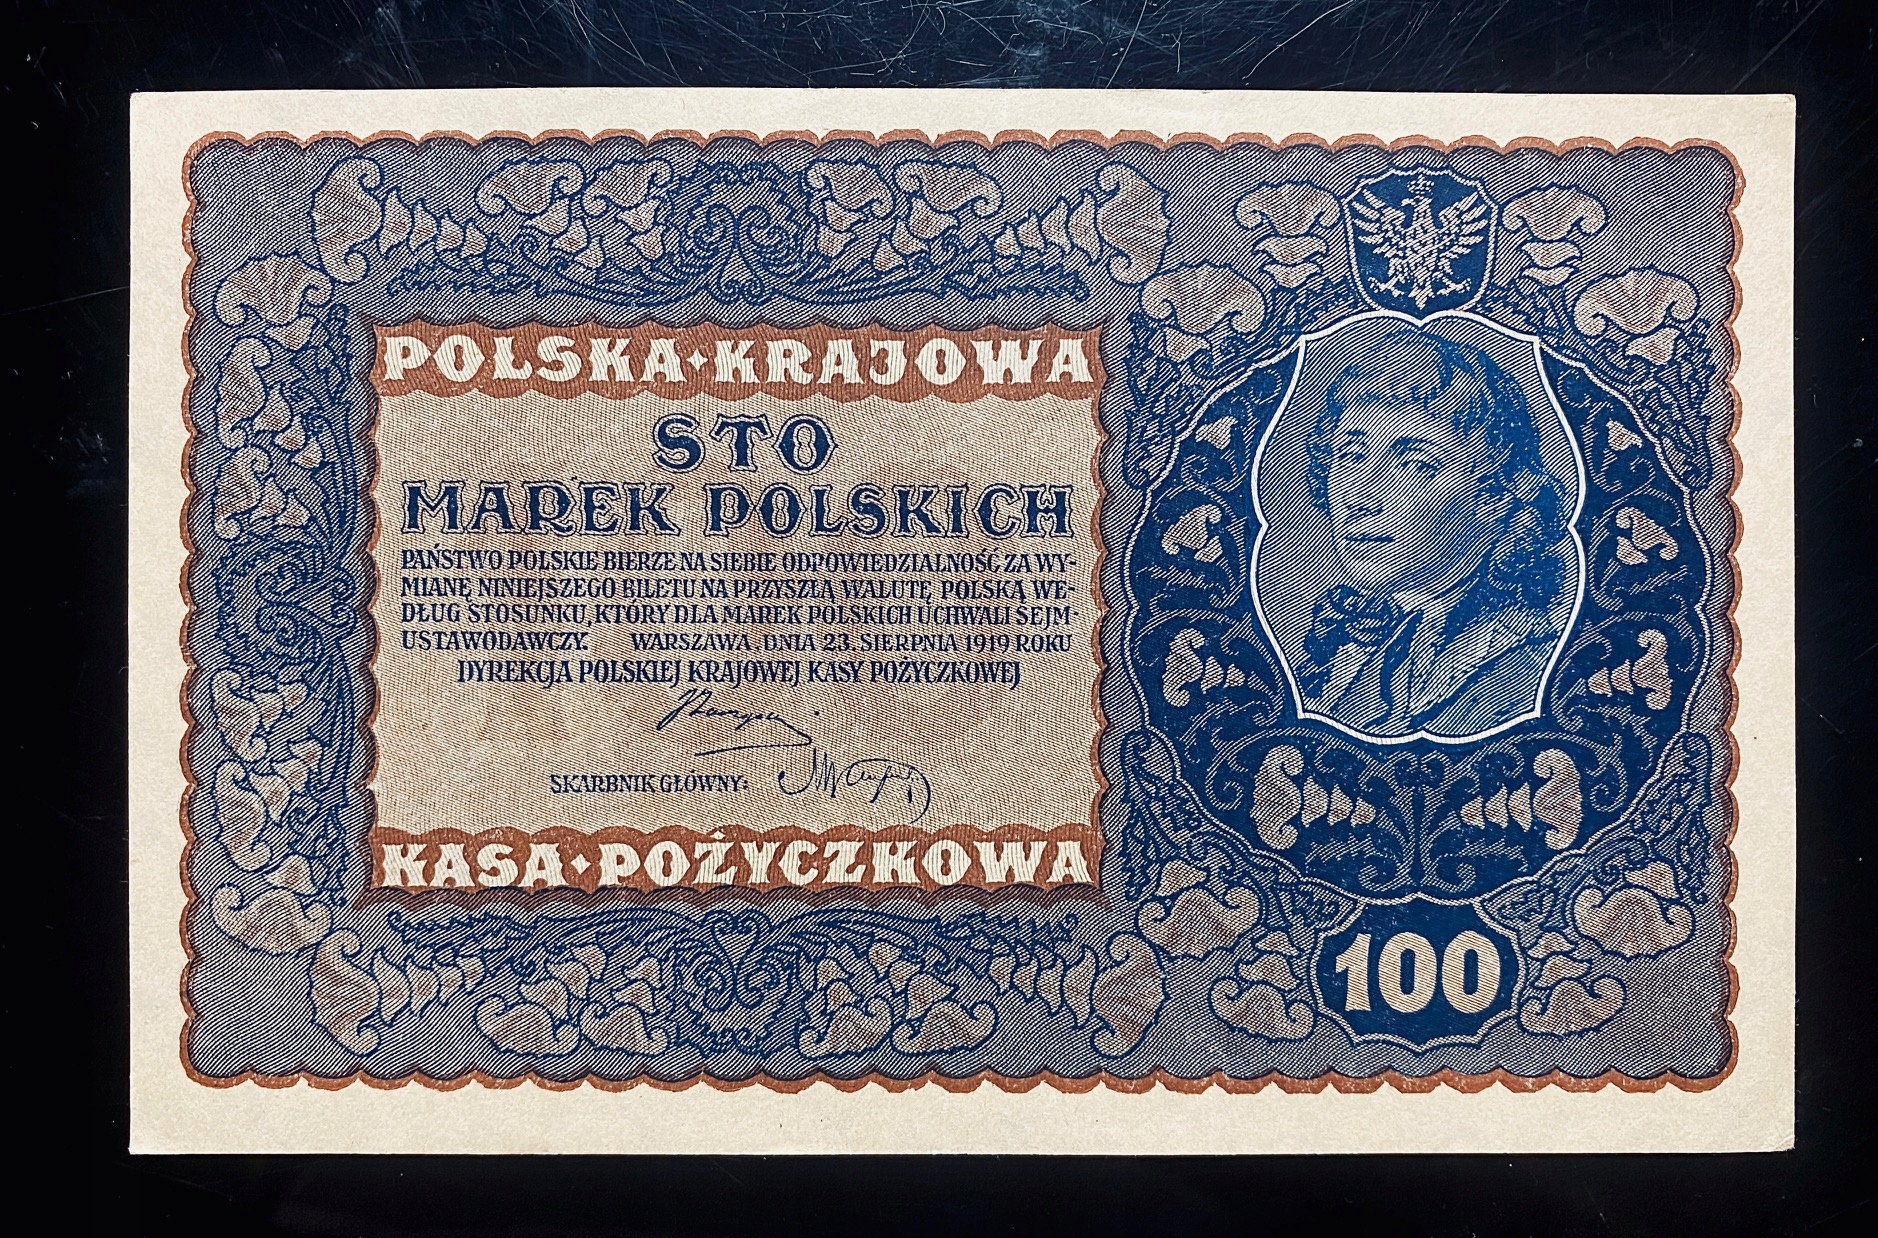 POLSKA·KRAJOWA
STO
MAREK POLSKICH
PAŃSTWO POLSKIE BIERZE NA SIEBIE ODPOWIEDZIALNOŚĆ ZA WY-
MIANĘ NINIEJSZEGO BILETU NA PRZYSZŁĄ WALUTĘ POLSKĄ WE-
DŁUG STOSUNKU, KTÓRY DLA MAREK POLSKICH UCHWALI SEJM
USTAWODAWCZY. WARSZAWA, DNIA 23. SIERPNIA 1919 ROKU
DYREKCJA POLSKIEJ KRAJOWEJ KASY POŻYCZKOWEJ
SKARBNIK GŁÓWNY:
KASA·POŻYCZKOWA
100